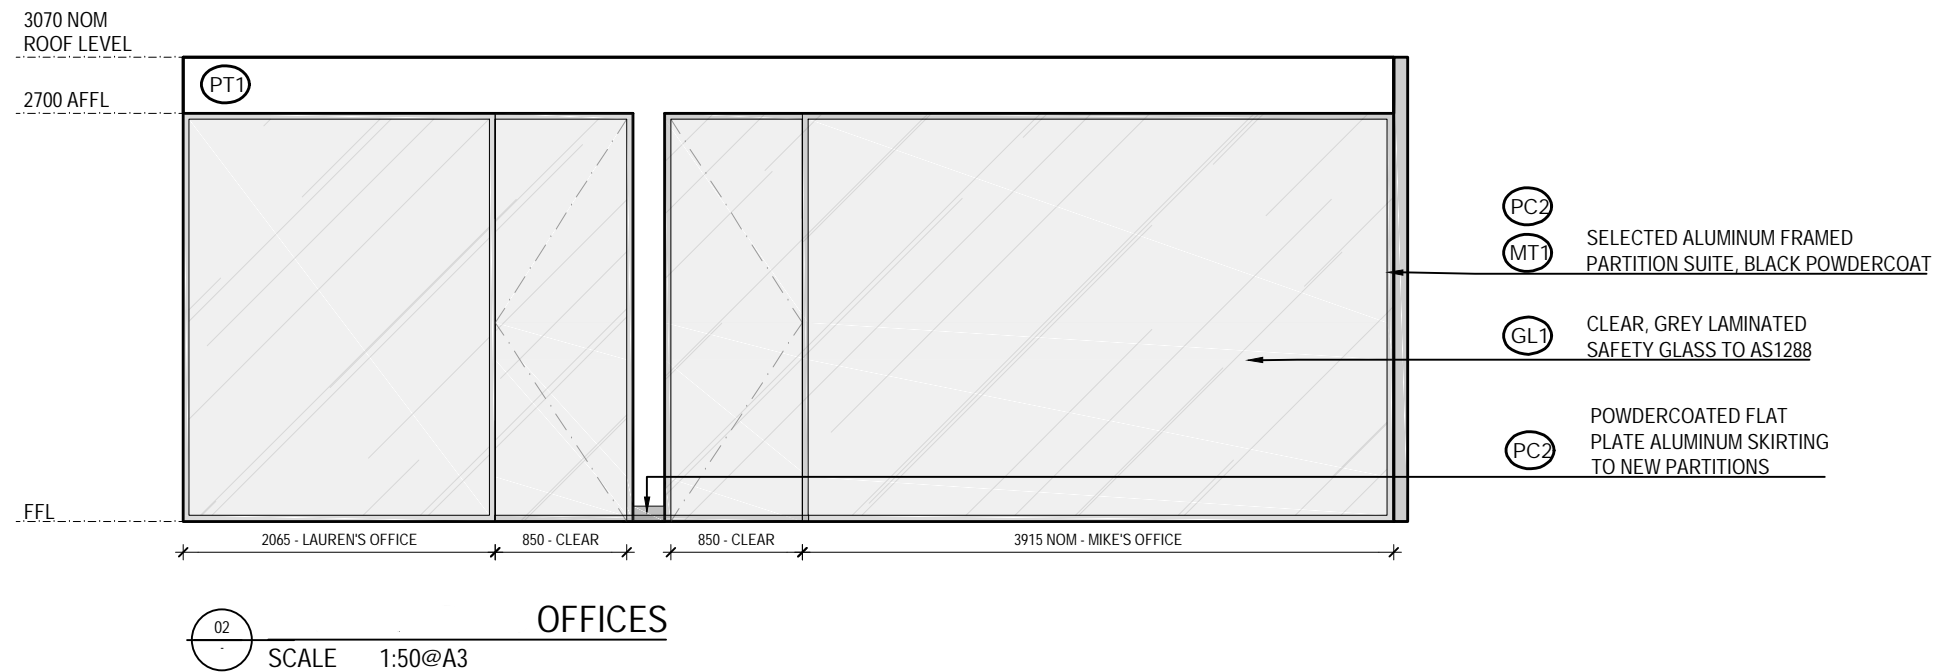 3070 NOM
ROOF LEVEL
PT1
2700 AFFL
PC2
MT1
SELECTED ALUMINUM FRAMED
PARTITION SUITE, BLACK POWDERCOAT
GL1
CLEAR, GREY LAMINATED
SAFETY GLASS TO AS1288
PC2
POWDERCOATED FLAT
PLATE ALUMINUM SKIRTING
TO NEW PARTITIONS
FFL
2065 - LAUREN'S OFFICE
850 - CLEAR
850 - CLEAR
3915 NOM - MIKE'S OFFICE
02
-
OFFICES
SCALE 1:50@A3